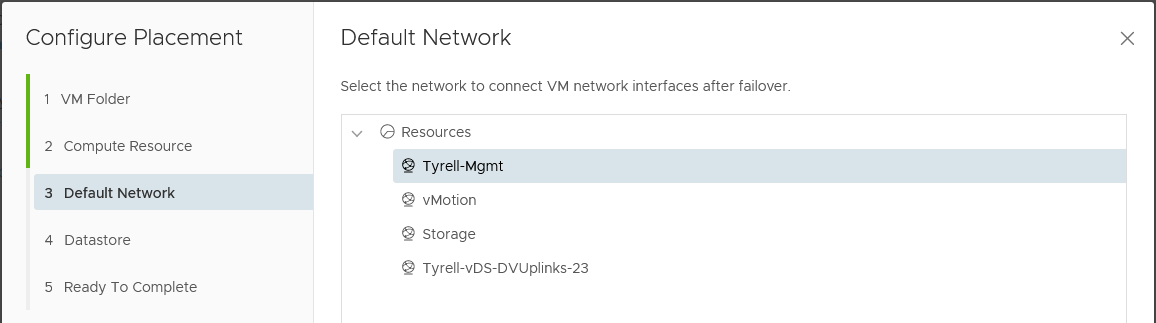 Configure Placement
1 VM Folder
2 Compute Resource
3 Default Network
4 Datastore
5 Ready To Complete
Default Network
Select the network to connect VM network interfaces after failover.
Resources
Tyrell-Mgmt
vMotion
Storage
Tyrell-vDS-DVUplinks-23